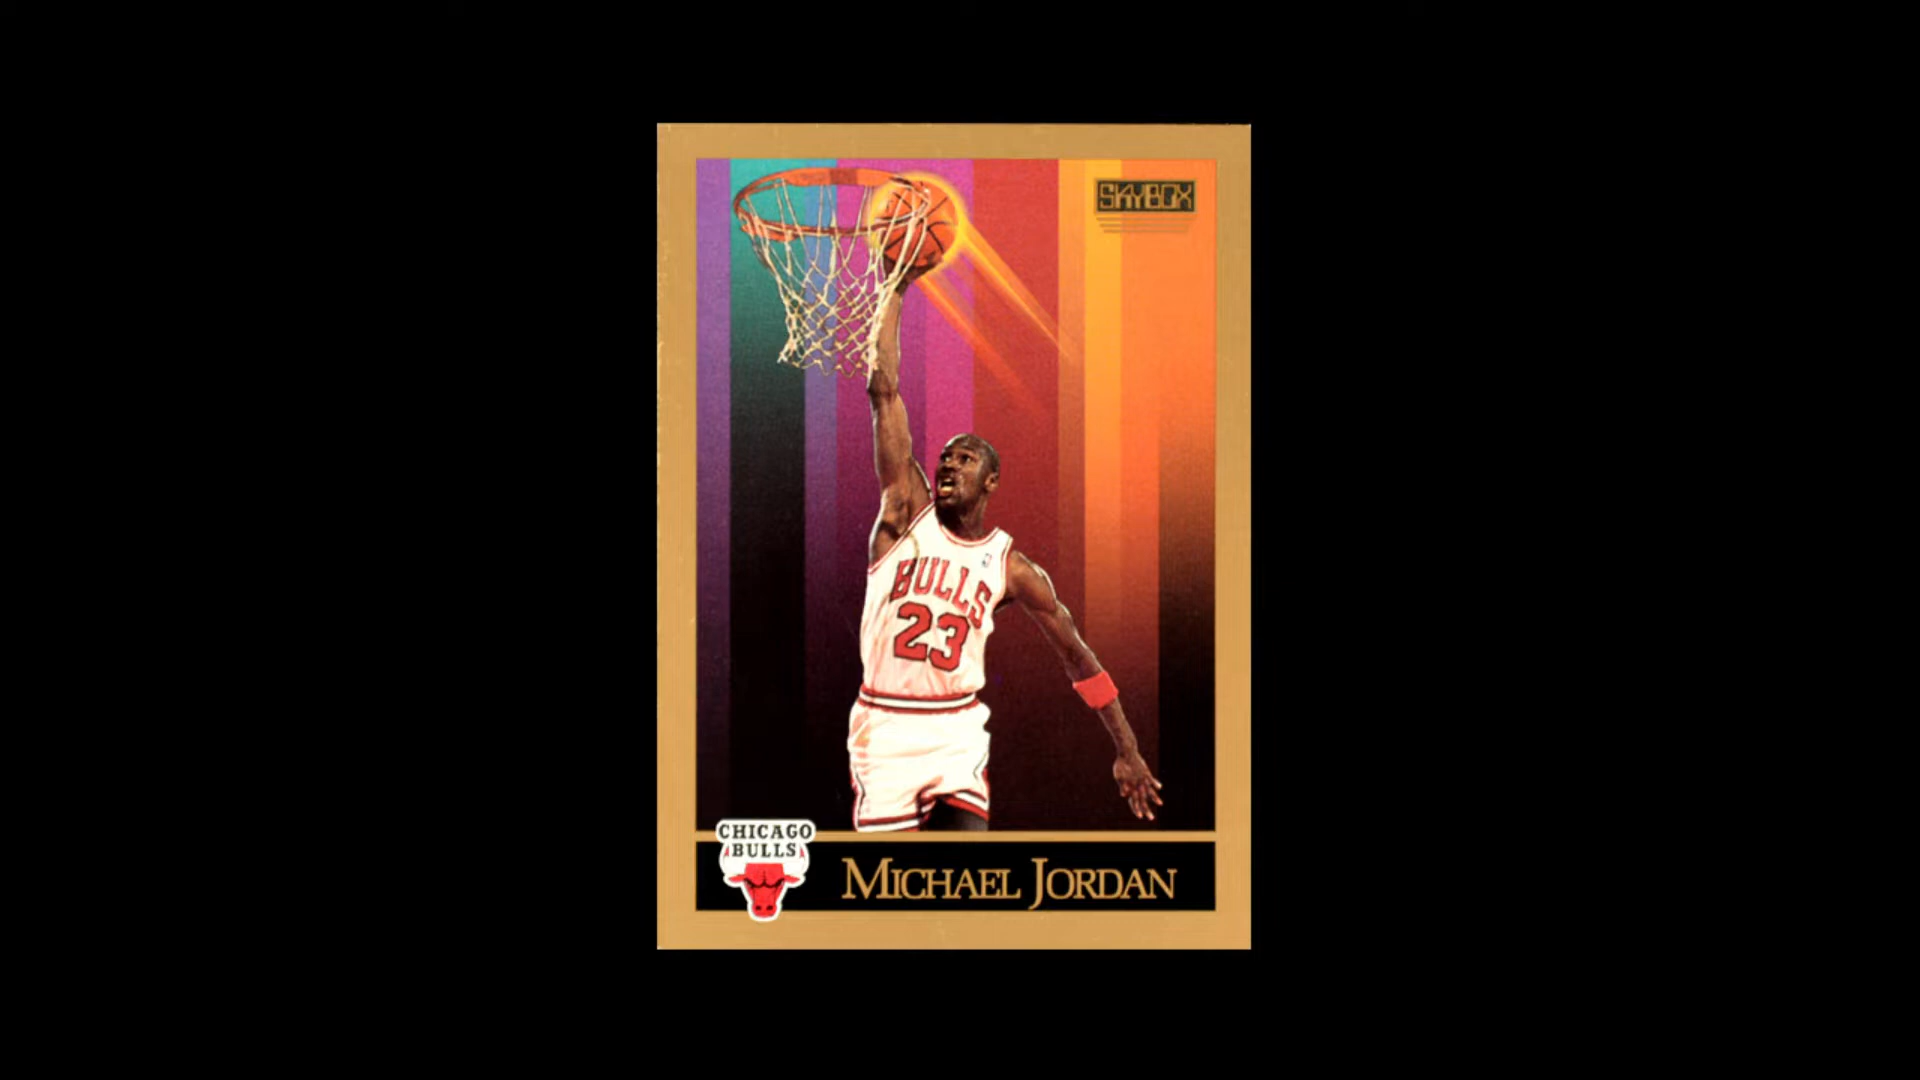 SKYBOX
BULLS
23
CHICAGO
BULLS
MICHAEL JORDAN